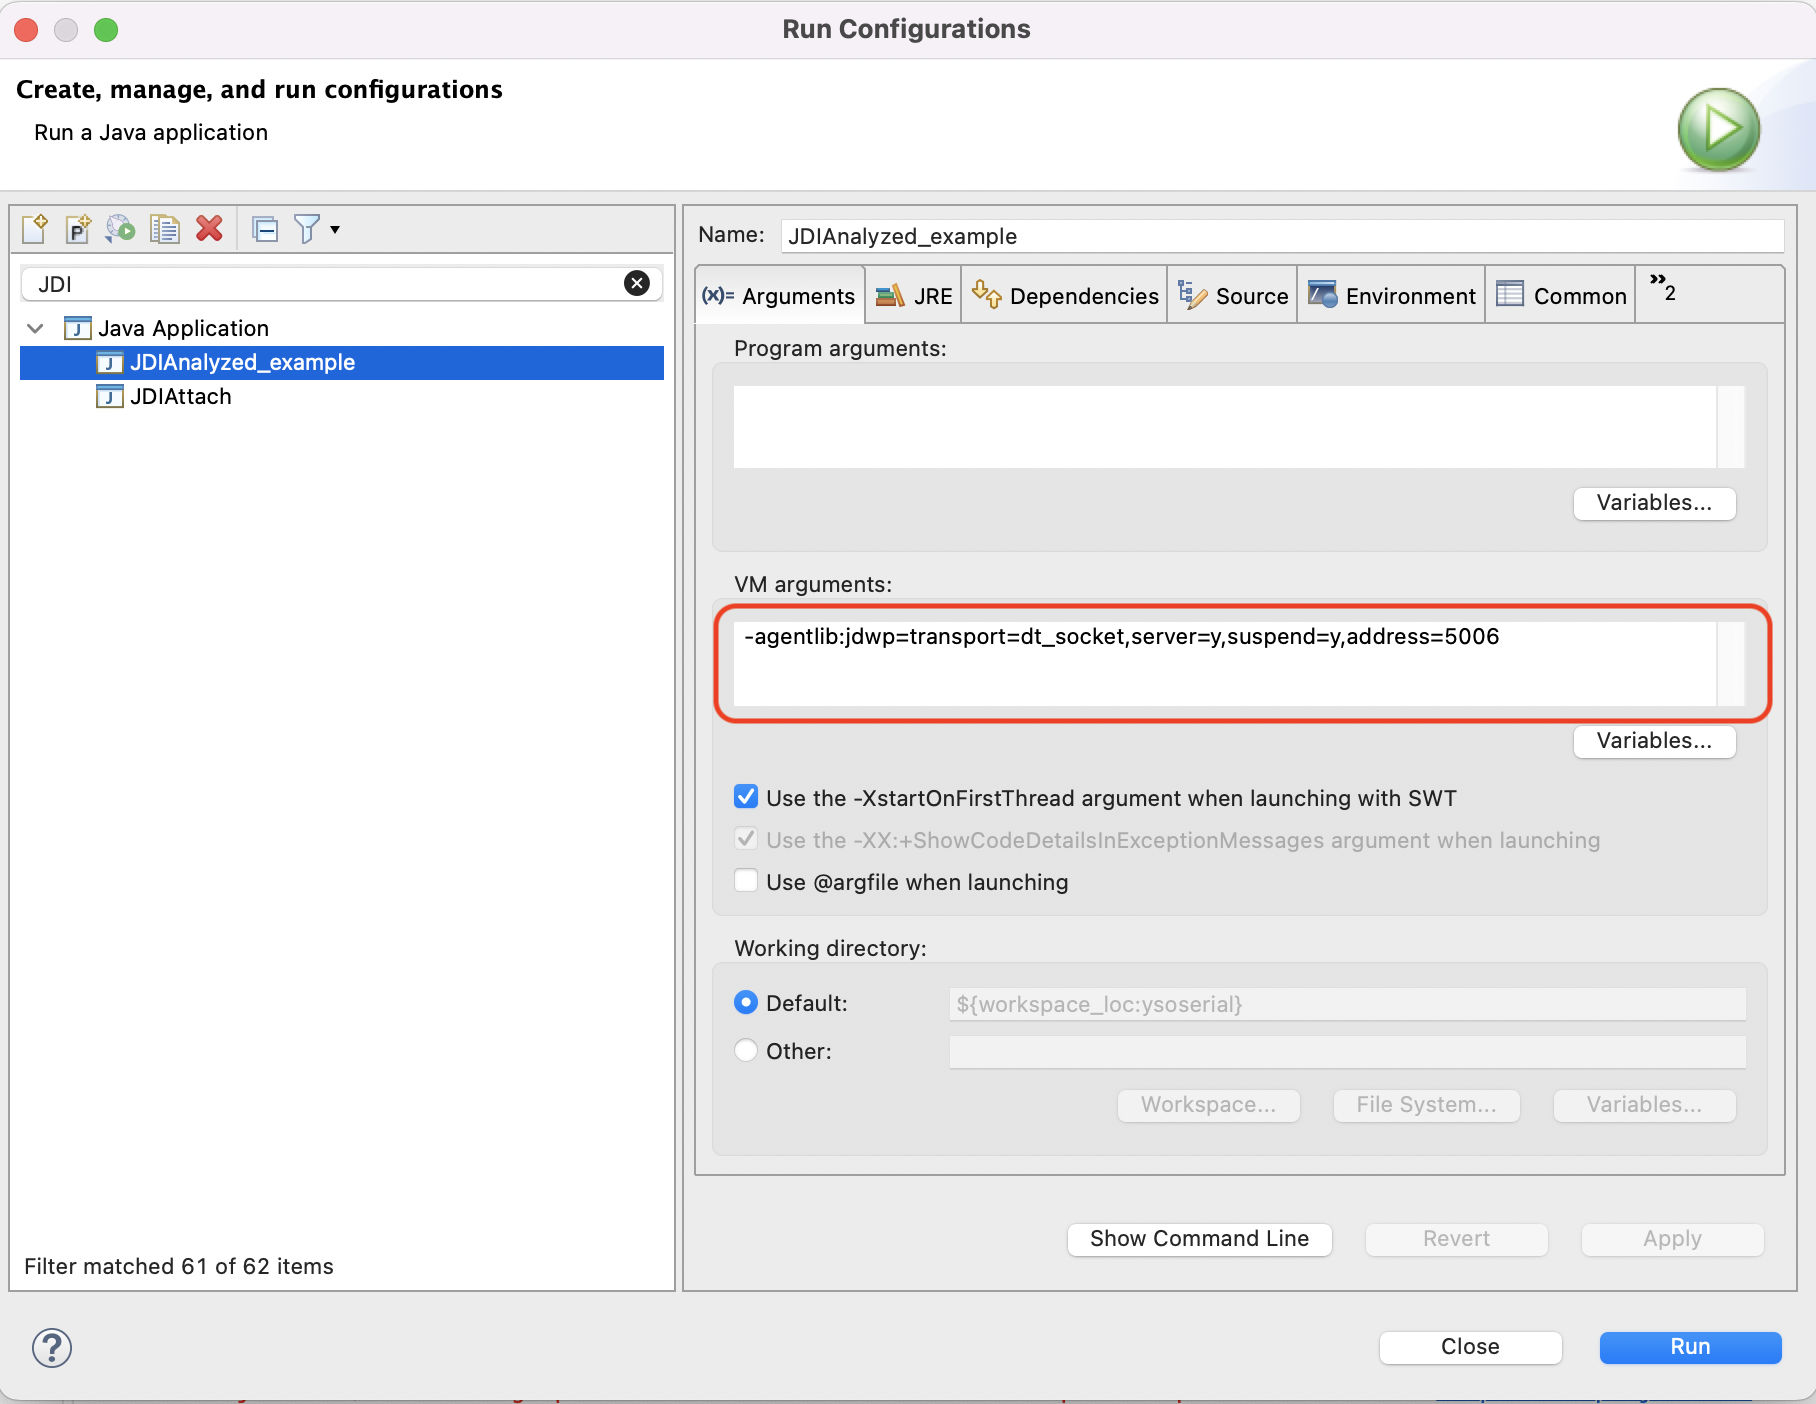 Run Configurations
Create, manage, and run configurations
Run a Java application
JDI
Java Application
JDIAnalyzed_example
JDIAttach
Filter matched 61 of 62 items
Name: JDIAnalyzed_example
(x)= Arguments JRE Dependencies Source Environment Common »2
Program arguments:
Variables...
VM arguments:
-agentlib:jdwp=transport=dt_socket,server=y,suspend=y,address=5006
Variables...
Use the -XstartOnFirstThread argument when launching with SWT
Use the -XX:+ShowCodeDetailsInExceptionMessages argument when launching
Use @argfile when launching
Working directory:
Default: ${workspace_loc:ysoserial}
Other:
Workspace... File System... Variables...
Show Command Line Revert Apply
? Close Run